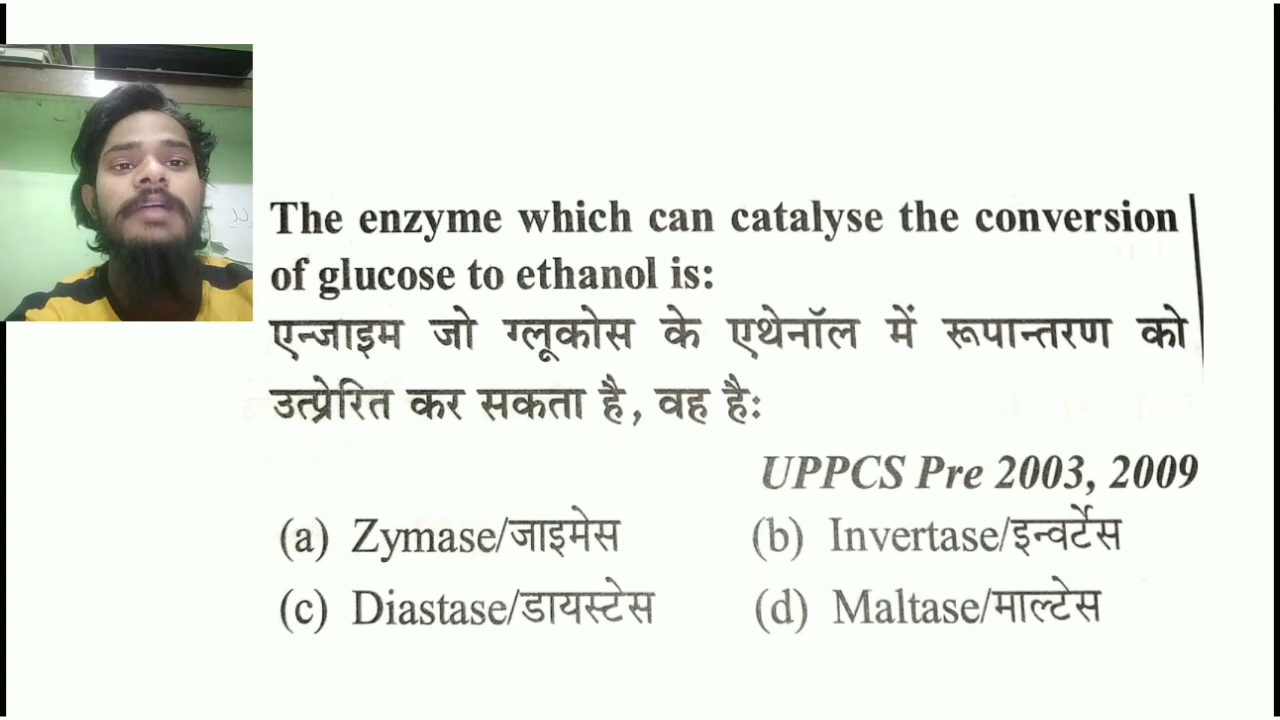 The enzyme which can catalyse the conversion
of glucose to ethanol is:
एन्जाइम जो ग्लूकोस के एथेनॉल में रूपान्तरण को
उत्प्रेरित कर सकता है, वह है:
UPPCS Pre 2003, 2009
(a) Zymase/जाइमेस (b) Invertase/इन्वर्टेस
(c) Diastase/डायस्टेस (d) Maltase/माल्टेस